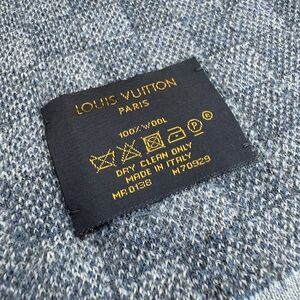 LOUIS VUITTON
PARIS
100% WOOL
P
DRY CLEAN ONLY
MADE IN ITALY
MR.0138 M70929